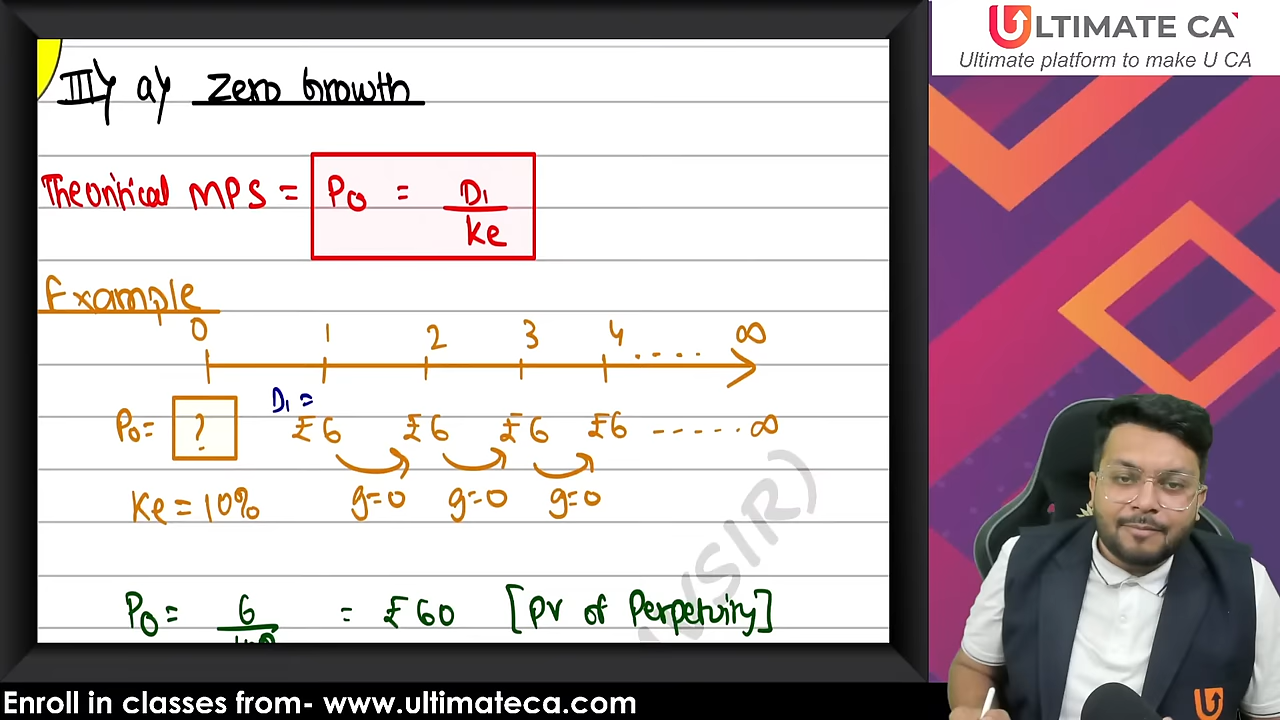 III) a) Zero Growth
Theoritical MPS = P0 = D1 / Ke
Example
0 1 2 3 4 .... ∞
D1 =
P0 = ? ₹6 ₹6 ₹6 ₹6 ------ ∞
Ke = 10% g=0 g=0 g=0
P0 = 6 / = ₹60 [PV of Perpetuity]
SIR)
ULTIMATE CA
Ultimate platform to make U CA
Enroll in classes from- www.ultimateca.com